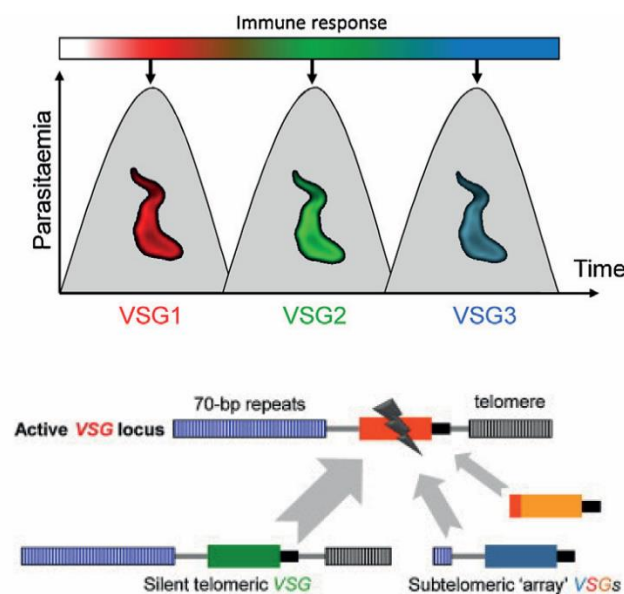 Immune response
Parasitaemia
Time
VSG1 VSG2 VSG3
70-bp repeats telomere
Active VSG locus
Silent telomeric VSG Subtelomeric 'array' VSGs